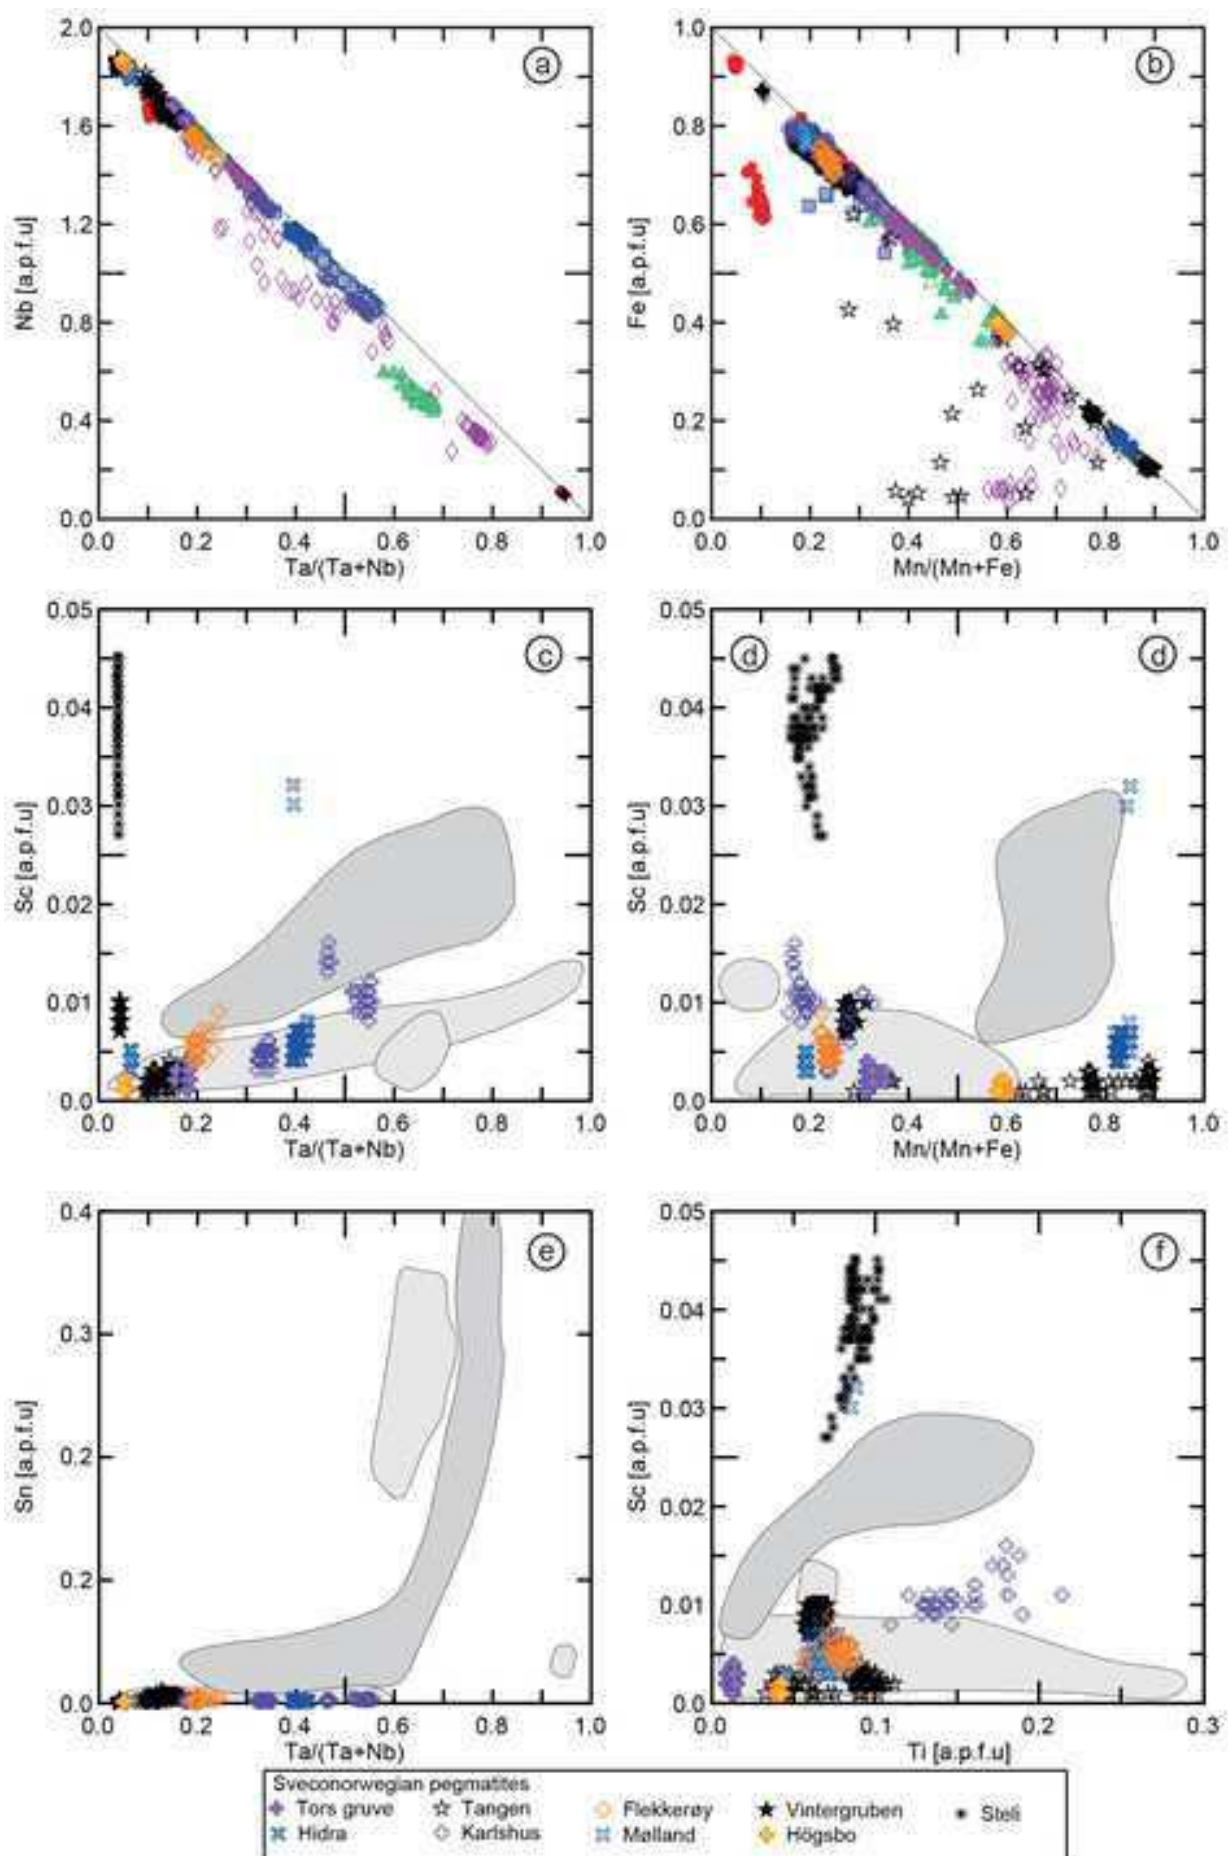 2.0
1.6
1.2
0.8
0.4
0.0
Nb [a.p.f.u]
a
0.0 0.2 0.4 0.6 0.8 1.0
Ta/(Ta+Nb)
1.0
0.8
0.6
0.4
0.2
0.0
Fe [a.p.f.u]
b
0.0 0.2 0.4 0.6 0.8 1.0
Mn/(Mn+Fe)
0.05
0.04
0.03
0.02
0.01
0.0
Sc [a.p.f.u]
c
0.0 0.2 0.4 0.6 0.8 1.0
Ta/(Ta+Nb)
0.05
0.04
0.03
0.02
0.01
0.0
Sc [a.p.f.u]
d
d
0.0 0.2 0.4 0.6 0.8 1.0
Mn/(Mn+Fe)
0.4
0.3
0.2
0.2
0.0
Sn [a.p.f.u]
e
0.0 0.2 0.4 0.6 0.8 1.0
Ta/(Ta+Nb)
0.05
0.04
0.03
0.02
0.01
0.0
Sc [a.p.f.u]
f
0.0 0.1 0.2 0.3
Ti [a.p.f.u]
Sveconorwegian pegmatites
Tors gruve Tangen Flekkerøy Vintergruben Steli
Hidra Karlshus Mølland Högsbo